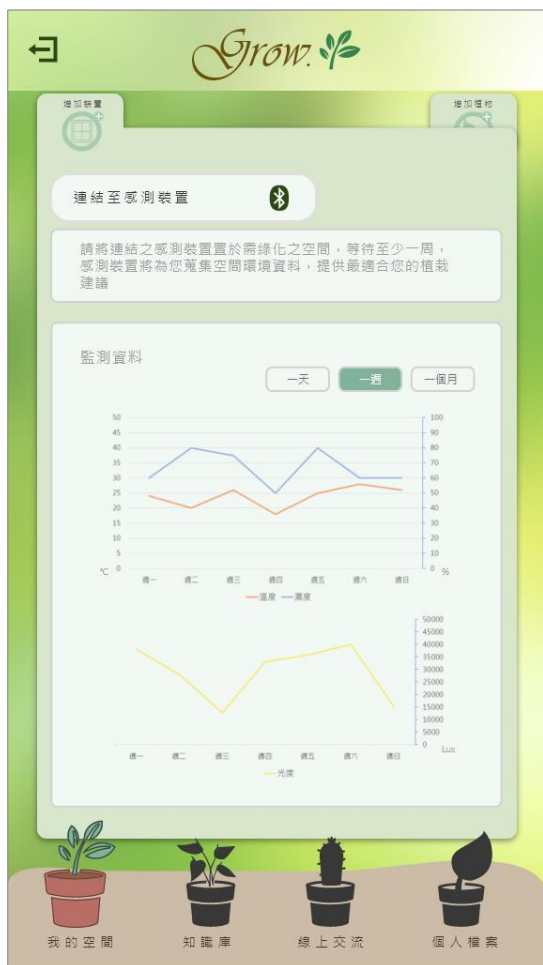 Grow.
增加裝置
增加植物
連結至感測裝置
請將連結之感測裝置置於需綠化之空間，等待至少一周，
感測裝置將為您蒐集空間環境資料，提供最適合您的植栽
建議
監測資料
一天
一週
一個月
50
45
40
35
30
25
20
15
10
5
0
℃
100
90
80
70
60
50
40
30
20
10
0
%
週一 週二 週三 週四 週五 週六 週日
溫度 濕度
50000
45000
40000
35000
30000
25000
20000
15000
10000
5000
0
Lux
週一 週二 週三 週四 週五 週六 週日
光度
我的空間
知識庫
線上交流
個人檔案